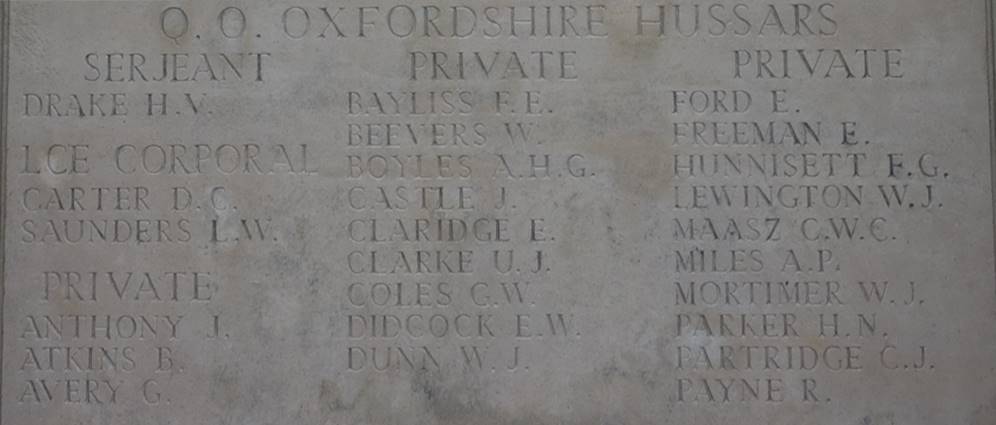 Q. O. OXFORDSHIRE HUSSARS
SERJEANT
DRAKE H.V.
LCE CORPORAL
CARTER D.C.
SAUNDERS L.W.
PRIVATE
ANTHONY J.
ATKINS B.
AVERY G.
PRIVATE
BAYLISS F.E.
BEEVERS W.
BOYLES A.H.G.
CASTLE J.
CLARIDGE E.
CLARKE U.J.
COLES G.W.
DIDCOCK E.W.
DUNN W.J.
PRIVATE
FORD E.
FREEMAN E.
HUNNISETT F.G.
LEWINGTON W.J.
MAASZ C.W.C.
MILES A.P.
MORTIMER W.J.
PARKER H.N.
PARTRIDGE C.J.
PAYNE R.